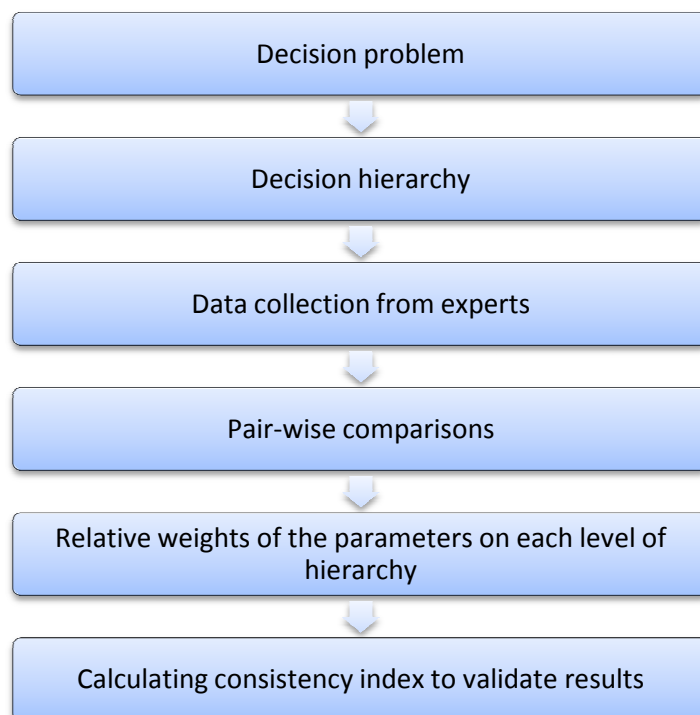 Decision problem
Decision hierarchy
Data collection from experts
Pair-wise comparisons
Relative weights of the parameters on each level of
hierarchy
Calculating consistency index to validate results